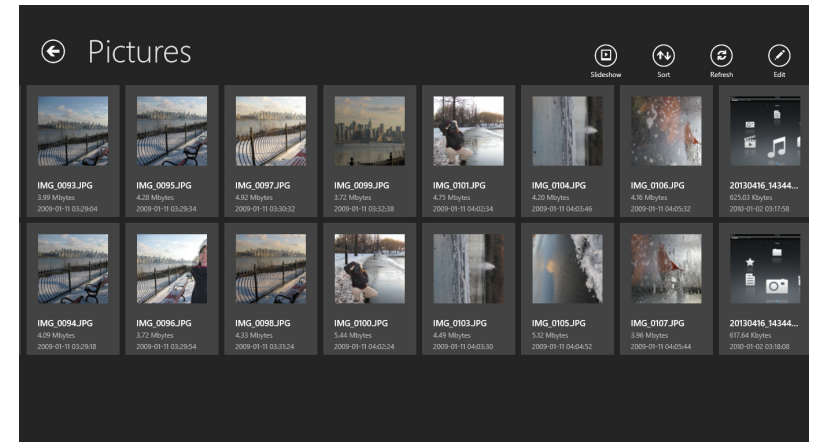 Pictures
Slideshow
Sort
Refresh
Edit
IMG_0093.JPG
3.99 Mbytes
2009-01-11 03:29:04
IMG_0095.JPG
4.28 Mbytes
2009-01-11 03:29:34
IMG_0097.JPG
4.92 Mbytes
2009-01-11 03:30:32
IMG_0099.JPG
3.72 Mbytes
2009-01-11 03:32:38
IMG_0101.JPG
4.75 Mbytes
2009-01-11 04:02:34
IMG_0104.JPG
4.20 Mbytes
2009-01-11 04:03:46
IMG_0106.JPG
4.16 Mbytes
2009-01-11 04:05:32
20130416_14344...
625.03 Kbytes
2010-01-02 03:17:58
IMG_0094.JPG
4.09 Mbytes
2009-01-11 03:29:18
IMG_0096.JPG
3.72 Mbytes
2009-01-11 03:29:54
IMG_0098.JPG
4.33 Mbytes
2009-01-11 03:31:24
IMG_0100.JPG
5.44 Mbytes
2009-01-11 04:02:24
IMG_0103.JPG
4.49 Mbytes
2009-01-11 04:03:30
IMG_0105.JPG
5.12 Mbytes
2009-01-11 04:04:52
IMG_0107.JPG
3.96 Mbytes
2009-01-11 04:05:44
20130416_14344...
617.64 Kbytes
2010-01-02 03:18:08